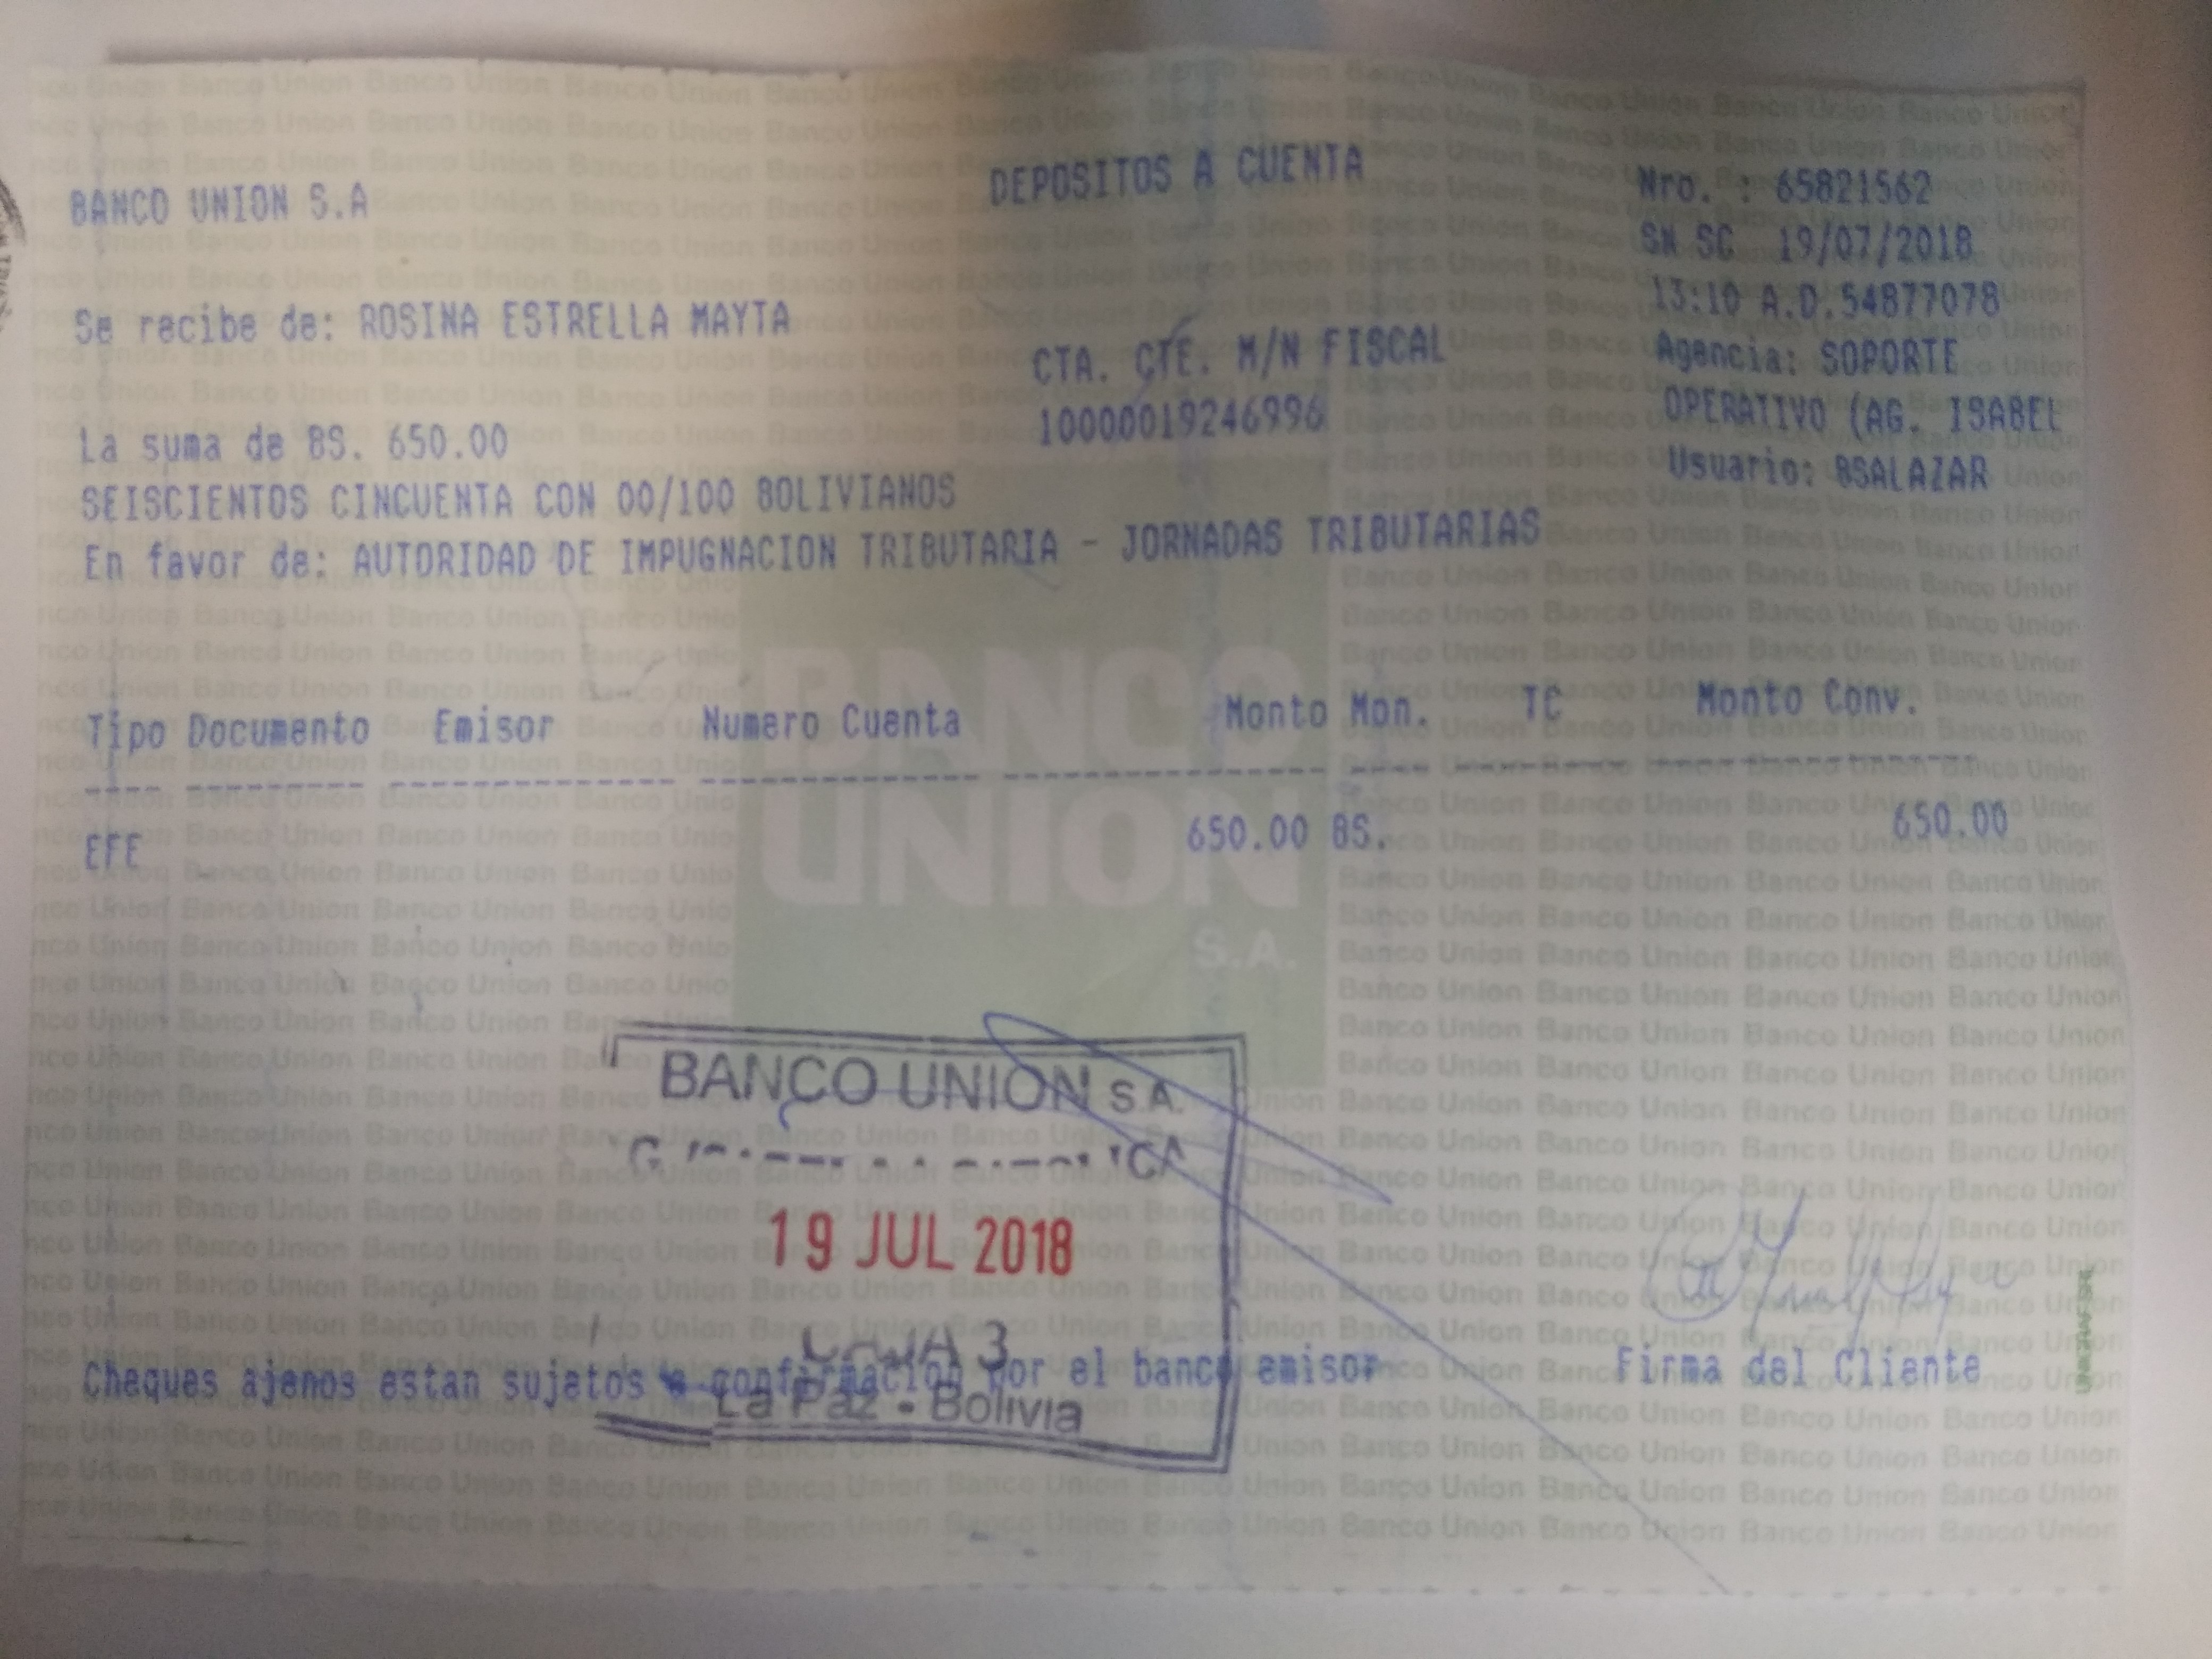 BANCO UNION S.A
DEPOSITOS A CUENTA
Nro. : 65821562
SN SC 19/07/2018
13:10 A.D.54877078
Agencia: SOPORTE
OPERATIVO (AG. ISABEL
Usuario: BSALAZAR
Se recibe de: ROSINA ESTRELLA MAYTA
CTA. CTE. M/N FISCAL
10000019246996
La suma de BS. 650.00
SEISCIENTOS CINCUENTA CON 00/100 BOLIVIANOS
En favor de: AUTORIDAD DE IMPUGNACION TRIBUTARIA - JORNADAS TRIBUTARIAS
BANCO
UNION
S.A.
Tipo Documento Emisor Numero Cuenta Monto Mon. TC Monto Conv.
EFE 650.00 BS. 650.00
BANCO UNION S.A.
19 JUL 2018
CAJA 3
La Paz - Bolivia
Cheques ajenos estan sujetos a confirmacion por el banco emisor
Firma del Cliente